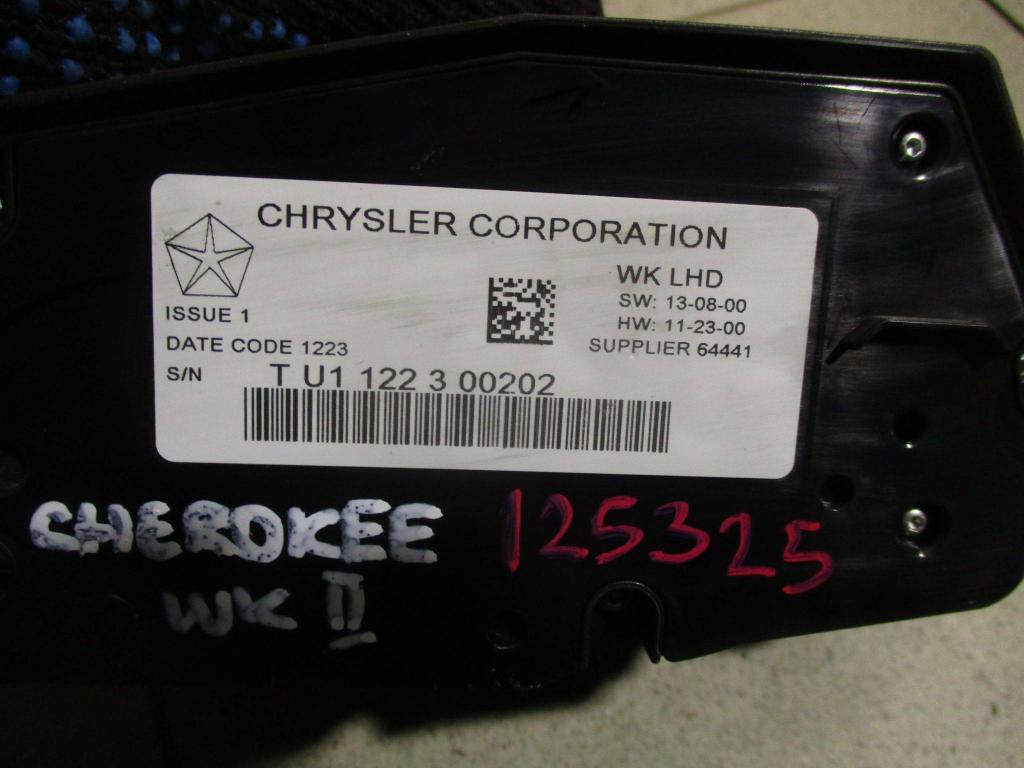 CHRYSLER CORPORATION
WK LHD
SW: 13-08-00
HW: 11-23-00
SUPPLIER 64441
ISSUE 1
DATE CODE 1223
S/N T U1 122 3 00202
CHEROKEE 125325
WK II